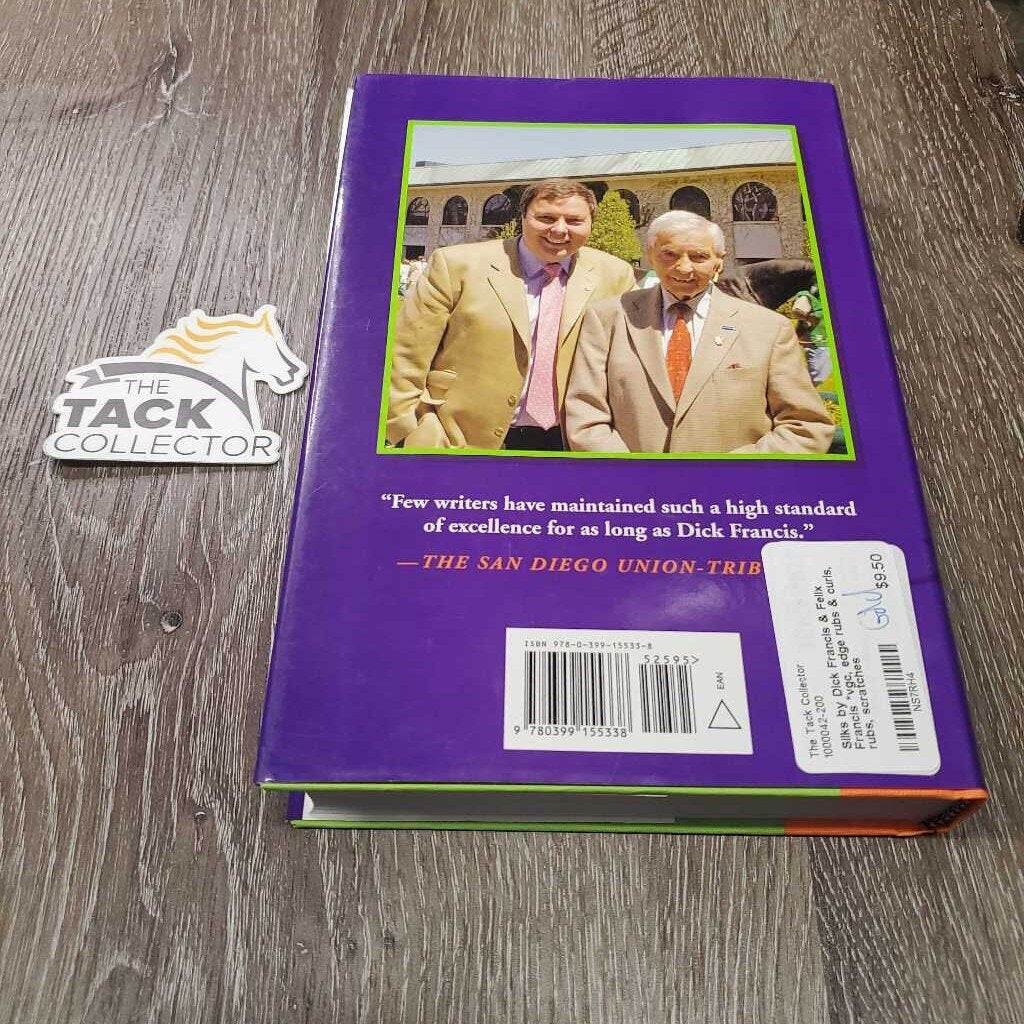 THE
TACK
COLLECTOR
“Few writers have maintained such a high standard
of excellence for as long as Dick Francis.”
—THE SAN DIEGO UNION-TRIB
ISBN 978-0-399-15533-8
52595>
EAN
9 780399 155338
The Tack Collector
1000042-200
Silks by Dick Francis & Felix
Francis *vgc, edge rubs & curls,
rubs, scratches
$9.50
NS7RH4